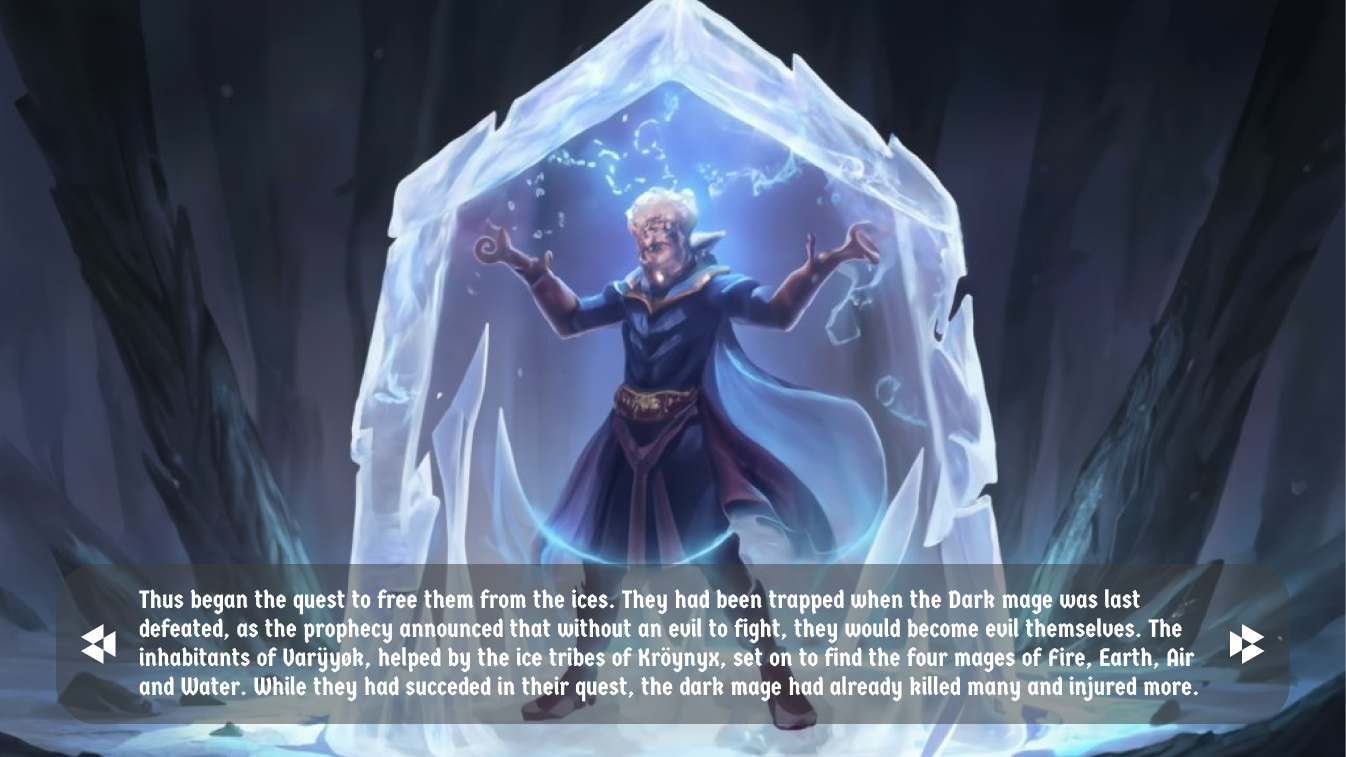 Thus began the quest to free them from the ices. They had been trapped when the Dark mage was last
defeated, as the prophecy announced that without an evil to fight, they would become evil themselves. The
inhabitants of Varÿyøk, helped by the ice tribes of Kröynyx, set on to find the four mages of Fire, Earth, Air
and Water. While they had succeded in their quest, the dark mage had already killed many and injured more.